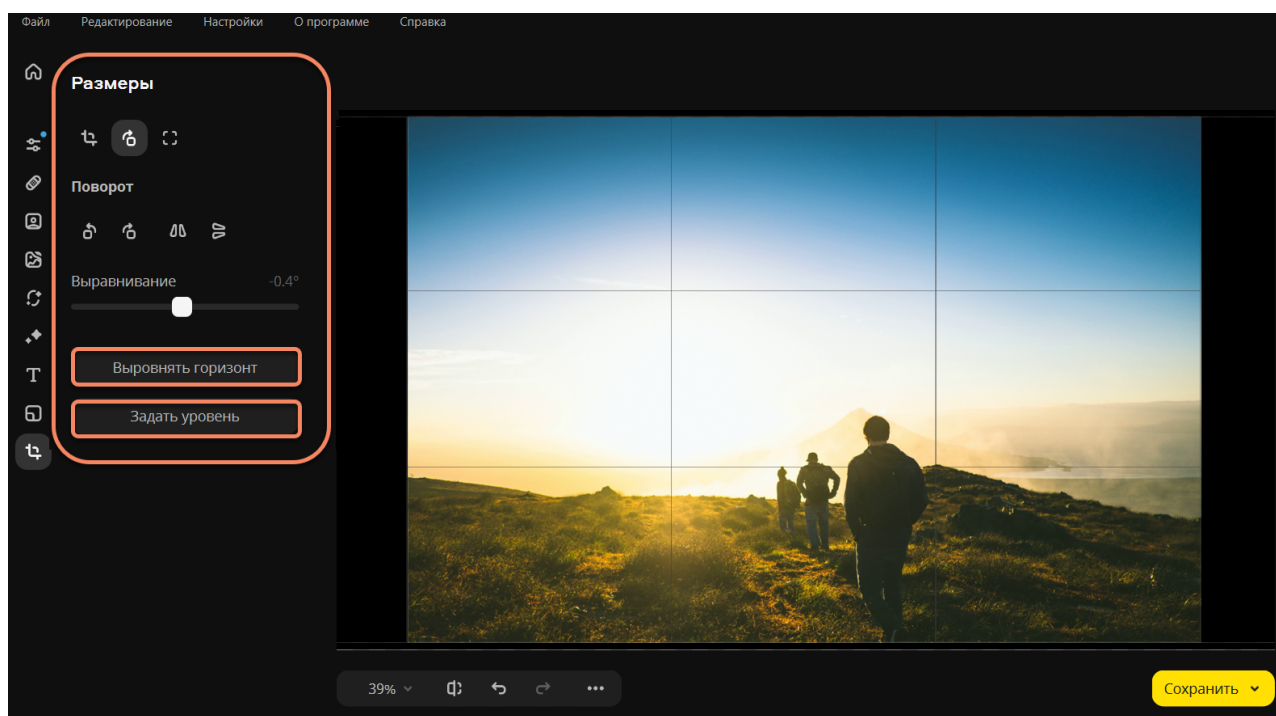 Файл Редактирование Настройки О программе Справка
Размеры
Поворот
Выравнивание -0.4°
Выровнять горизонт
Задать уровень
39%
Сохранить